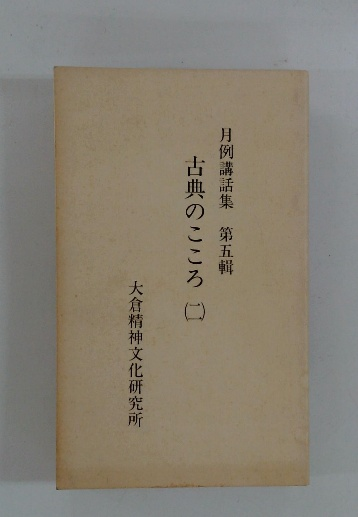 月例講話集　第五輯
古典のこころ㈡
大倉精神文化研究所